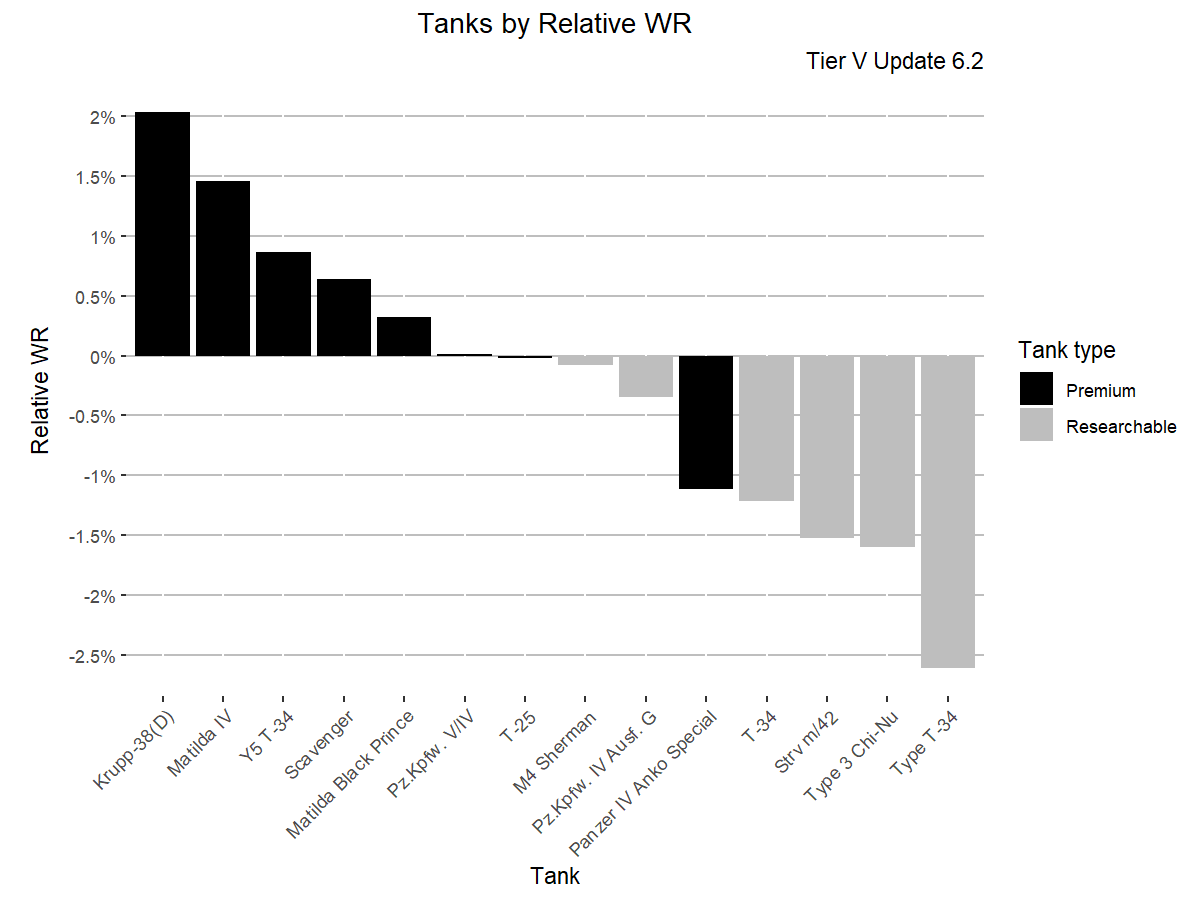 Tanks by Relative WR
Tier V Update 6.2
2%
1.5%
1%
0.5%
0%
-0.5%
-1%
-1.5%
-2%
-2.5%
Relative WR
Krupp-38(D)
Matilda IV
Y5 T-34
Scavenger
Matilda Black Prince
Pz.Kpfw. V/IV
T-25
M4 Sherman
Pz.Kpfw. IV Ausf. G
Panzer IV Anko Special
T-34
Strv m/42
Type 3 Chi-Nu
Type T-34
Tank
Tank type
Premium
Researchable